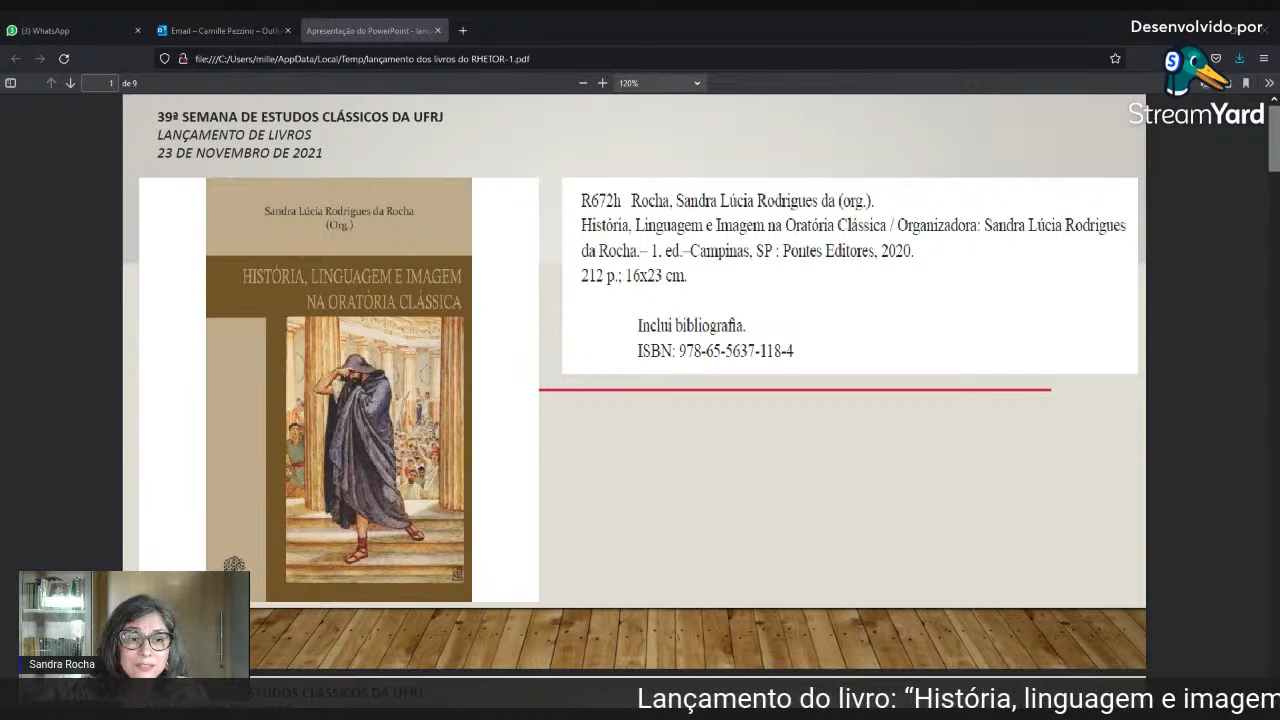 (3) WhatsApp
Email – Camille Pezzino – Outlo
Apresentação do PowerPoint - lanç
Desenvolvido por
file:///C:/Users/mille/AppData/Local/Temp/lançamento dos livros do RHETOR-1.pdf
1 de 9
120%
StreamYard
39ª SEMANA DE ESTUDOS CLÁSSICOS DA UFRJ
LANÇAMENTO DE LIVROS
23 DE NOVEMBRO DE 2021
Sandra Lúcia Rodrigues da Rocha
(Org.)
HISTÓRIA, LINGUAGEM E IMAGEM
NA ORATÓRIA CLÁSSICA
R672h Rocha, Sandra Lúcia Rodrigues da (org.).
História, Linguagem e Imagem na Oratória Clássica / Organizadora: Sandra Lúcia Rodrigues
da Rocha.– 1. ed.–Campinas, SP : Pontes Editores, 2020.
212 p.; 16x23 cm.
Inclui bibliografia.
ISBN: 978-65-5637-118-4
Sandra Rocha
ESTUDOS CLÁSSICOS DA UFRJ
Lançamento do livro: “História, linguagem e imagem